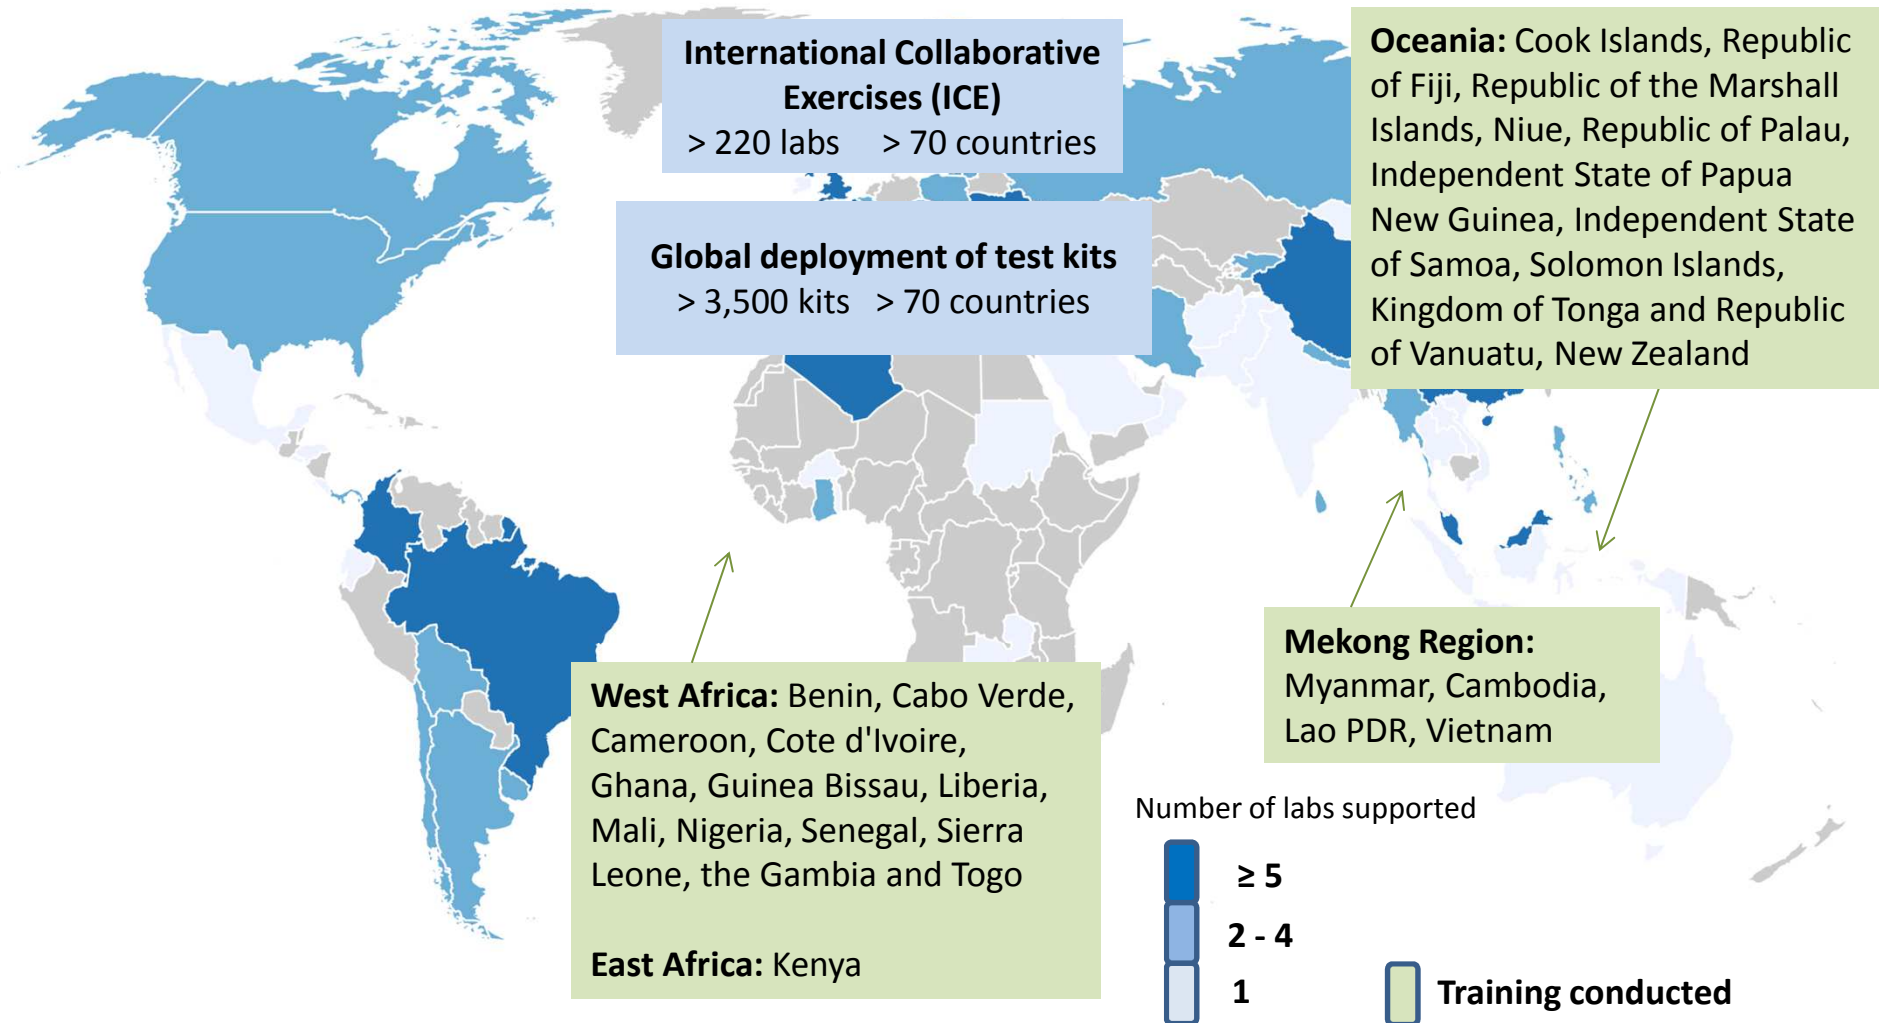 International Collaborative
Exercises (ICE)
> 220 labs > 70 countries
Global deployment of test kits
> 3,500 kits > 70 countries
Oceania: Cook Islands, Republic
of Fiji, Republic of the Marshall
Islands, Niue, Republic of Palau,
Independent State of Papua
New Guinea, Independent State
of Samoa, Solomon Islands,
Kingdom of Tonga and Republic
of Vanuatu, New Zealand
West Africa: Benin, Cabo Verde,
Cameroon, Cote d'Ivoire,
Ghana, Guinea Bissau, Liberia,
Mali, Nigeria, Senegal, Sierra
Leone, the Gambia and Togo
East Africa: Kenya
Mekong Region:
Myanmar, Cambodia,
Lao PDR, Vietnam
Number of labs supported
≥ 5
2 - 4
1
Training conducted